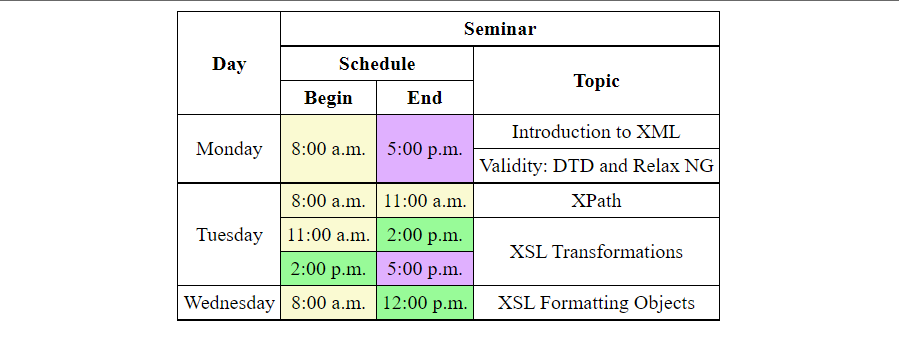 Seminar
Day
Schedule
Topic
Begin End
Monday 8:00 a.m. 5:00 p.m. Introduction to XML
Validity: DTD and Relax NG
Tuesday 8:00 a.m. 11:00 a.m. XPath
11:00 a.m. 2:00 p.m. XSL Transformations
2:00 p.m. 5:00 p.m.
Wednesday 8:00 a.m. 12:00 p.m. XSL Formatting Objects